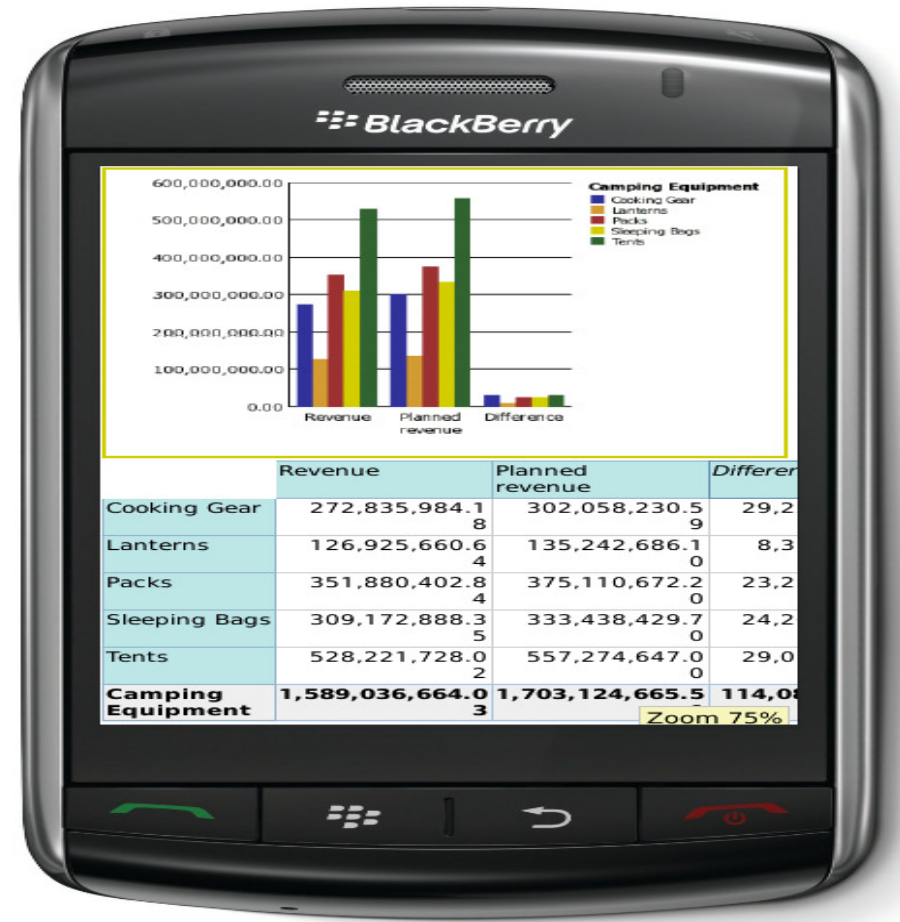 BlackBerry
600,000,000.00
Camping Equipment
Cooking Gear
Lanterns
Packs
Sleeping Bags
Tents
500,000,000.00
400,000,000.00
300,000,000.00
200,000,000.00
100,000,000.00
0.00
Revenue Planned Difference
revenue
Revenue Planned Differen
revenue
Cooking Gear 272,835,984.1 302,058,230.5 29,2
8 9
Lanterns 126,925,660.6 135,242,686.1 8,3
4 0
Packs 351,880,402.8 375,110,672.2 23,2
4 0
Sleeping Bags 309,172,888.3 333,438,429.7 24,2
5 0
Tents 528,221,728.0 557,274,647.0 29,0
2 0
Camping 1,589,036,664.0 1,703,124,665.5 114,08
Equipment 3
Zoom 75%